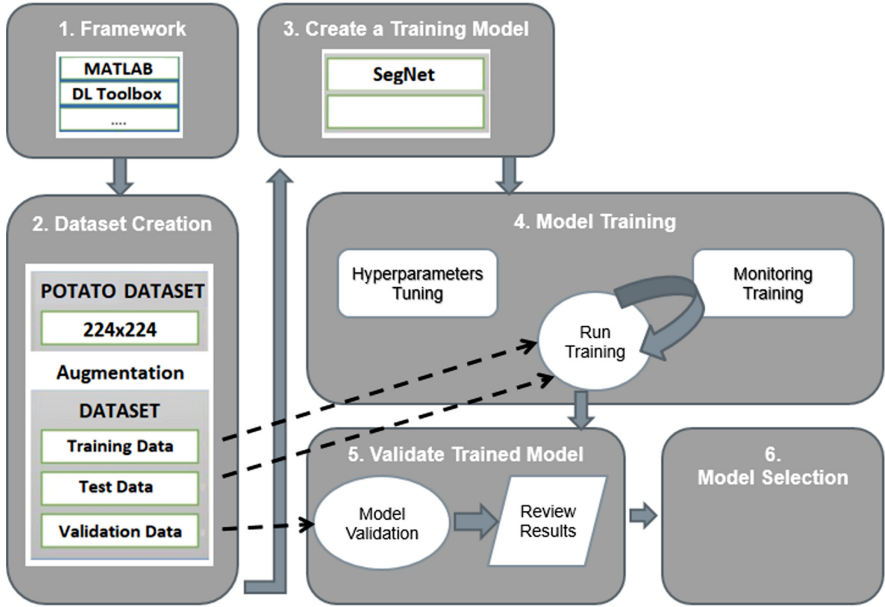 1. Framework
MATLAB
DL Toolbox
....
2. Dataset Creation
POTATO DATASET
224x224
Augmentation
DATASET
Training Data
Test Data
Validation Data
3. Create a Training Model
SegNet
4. Model Training
Hyperparameters
Tuning
Monitoring
Training
Run
Training
5. Validate Trained Model
Model
Validation
Review
Results
6.
Model Selection